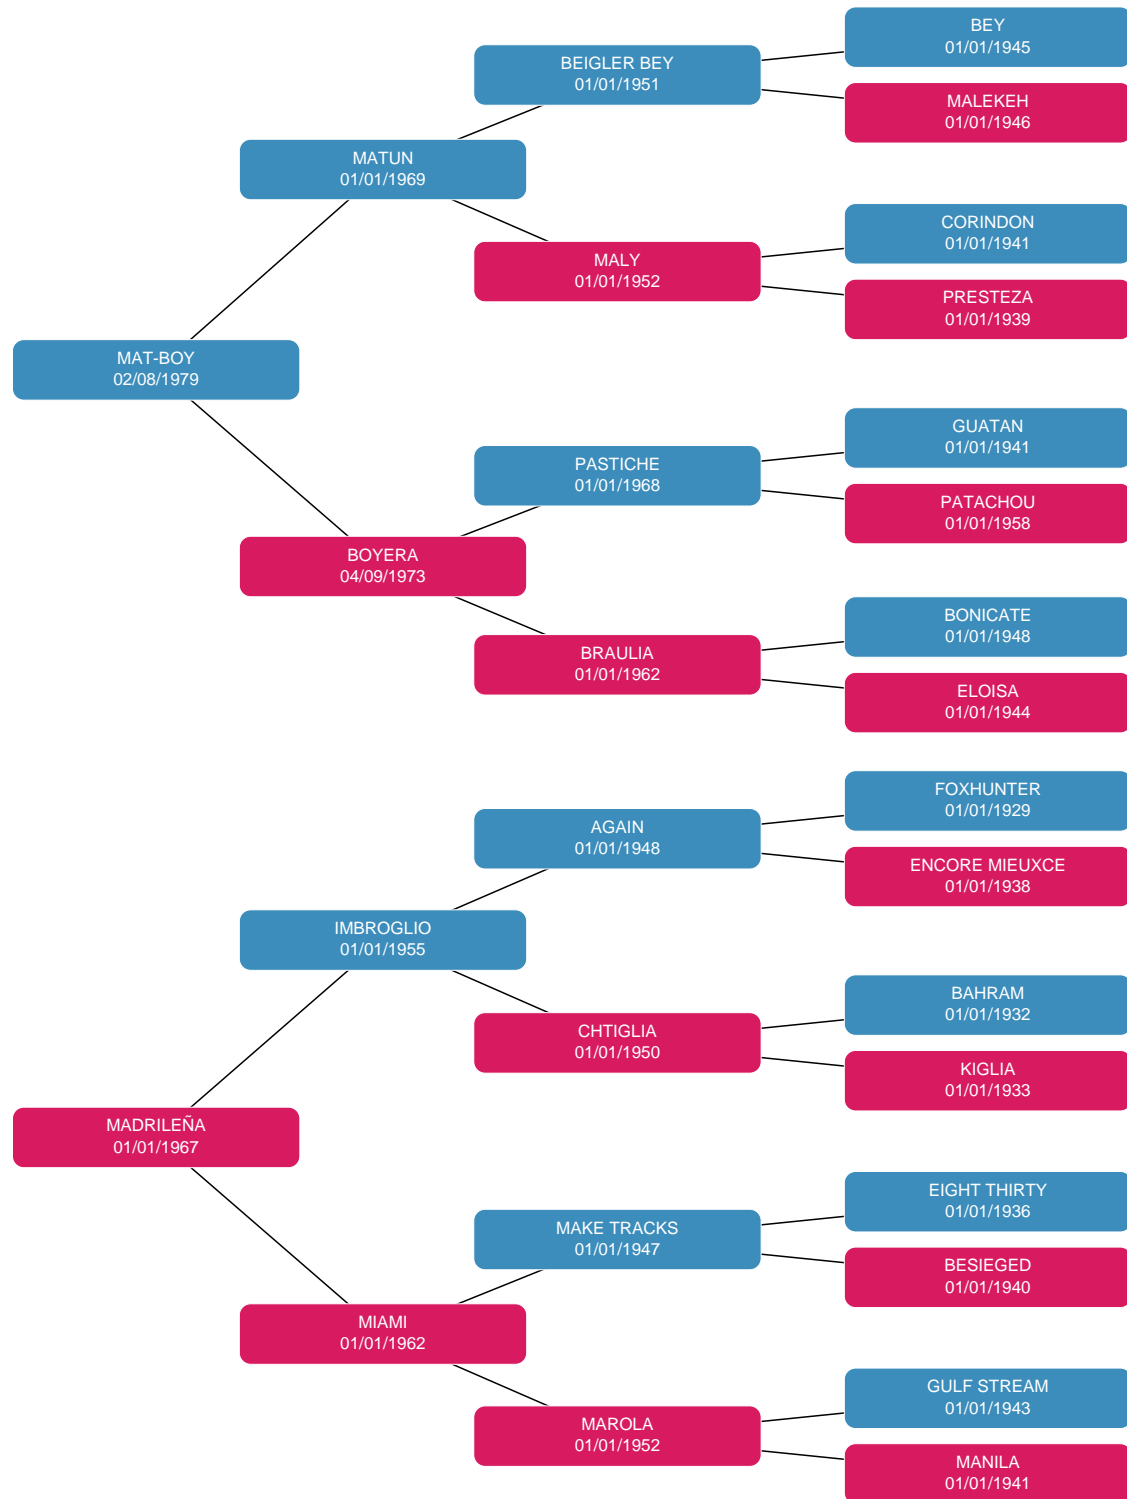 BEY
01/01/1945
BEIGLER BEY
01/01/1951
MALEKEH
01/01/1946
MATUN
01/01/1969
CORINDON
01/01/1941
MALY
01/01/1952
PRESTEZA
01/01/1939
MAT-BOY
02/08/1979
GUATAN
01/01/1941
PASTICHE
01/01/1968
PATACHOU
01/01/1958
BOYERA
04/09/1973
BONICATE
01/01/1948
BRAULIA
01/01/1962
ELOISA
01/01/1944
FOXHUNTER
01/01/1929
AGAIN
01/01/1948
ENCORE MIEUXCE
01/01/1938
IMBROGLIO
01/01/1955
BAHRAM
01/01/1932
CHTIGLIA
01/01/1950
KIGLIA
01/01/1933
MADRILEÑA
01/01/1967
EIGHT THIRTY
01/01/1936
MAKE TRACKS
01/01/1947
BESIEGED
01/01/1940
MIAMI
01/01/1962
GULF STREAM
01/01/1943
MAROLA
01/01/1952
MANILA
01/01/1941